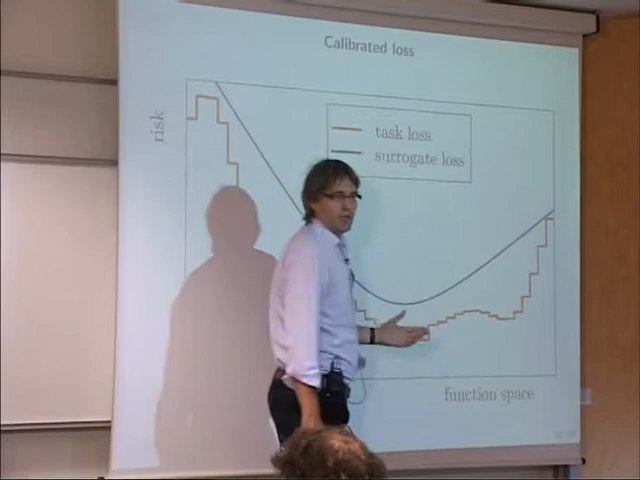 Calibrated loss
risk
task loss
surrogate loss
function space